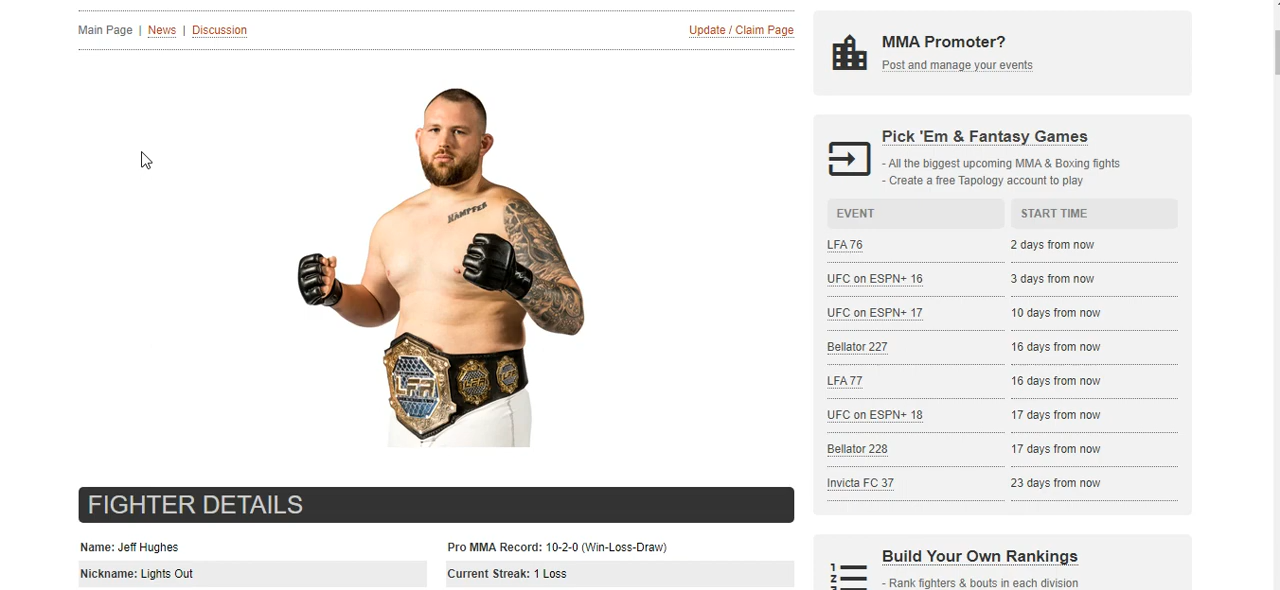 Main Page | News | Discussion
Update / Claim Page
KÄMPFER
LFA
FIGHTER DETAILS
Name: Jeff Hughes
Pro MMA Record: 10-2-0 (Win-Loss-Draw)
Nickname: Lights Out
Current Streak: 1 Loss
MMA Promoter?
Post and manage your events
Pick 'Em & Fantasy Games
- All the biggest upcoming MMA & Boxing fights
- Create a free Tapology account to play
EVENT START TIME
LFA 76 2 days from now
UFC on ESPN+ 16 3 days from now
UFC on ESPN+ 17 10 days from now
Bellator 227 16 days from now
LFA 77 16 days from now
UFC on ESPN+ 18 17 days from now
Bellator 228 17 days from now
Invicta FC 37 23 days from now
Build Your Own Rankings
- Rank fighters & bouts in each division